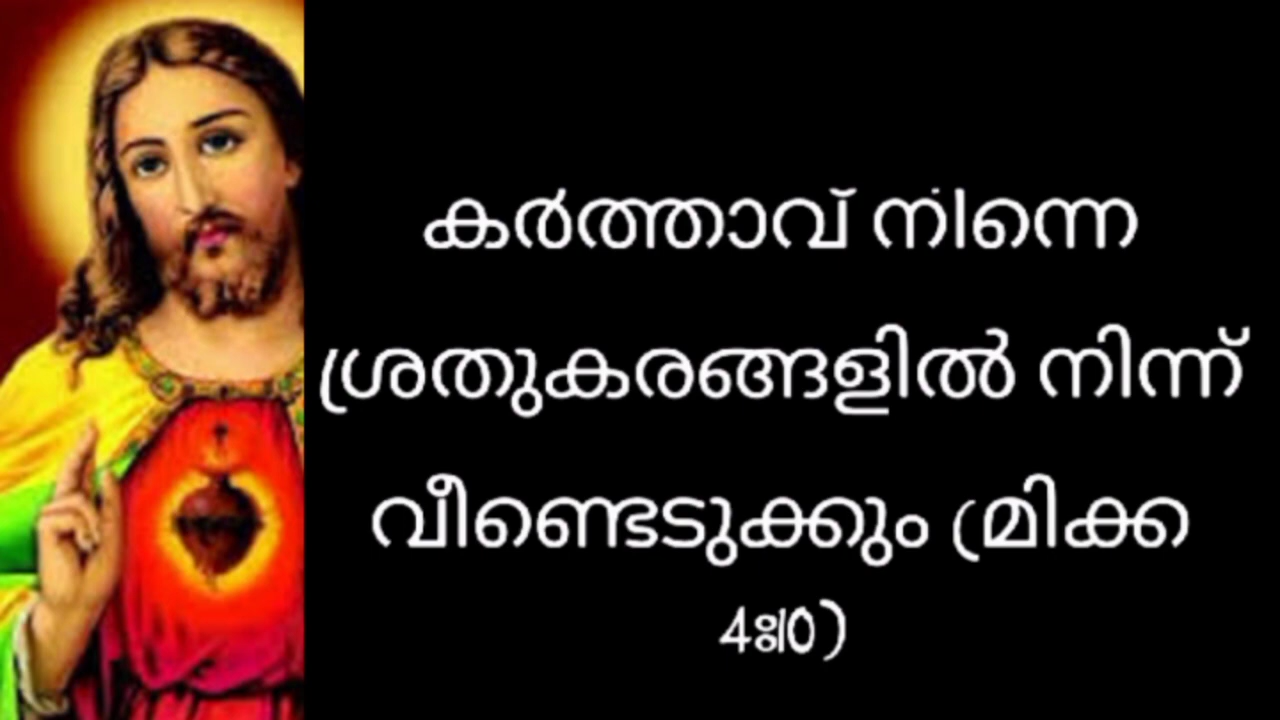 കർത്താവ് നിന്നെ
ശ്രതുകരങ്ങളിൽ നിന്ന്
വീണ്ടെടുക്കും (മിക്ക
4:10)